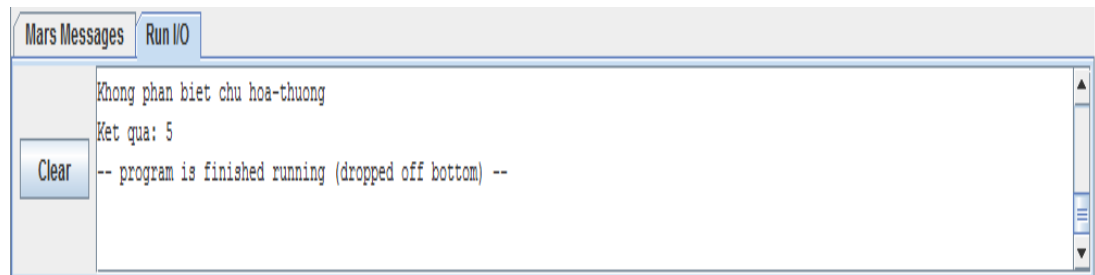 Mars Messages Run I/O
Khong phan biet chu hoa-thuong
Ket qua: 5
Clear
-- program is finished running (dropped off bottom) --